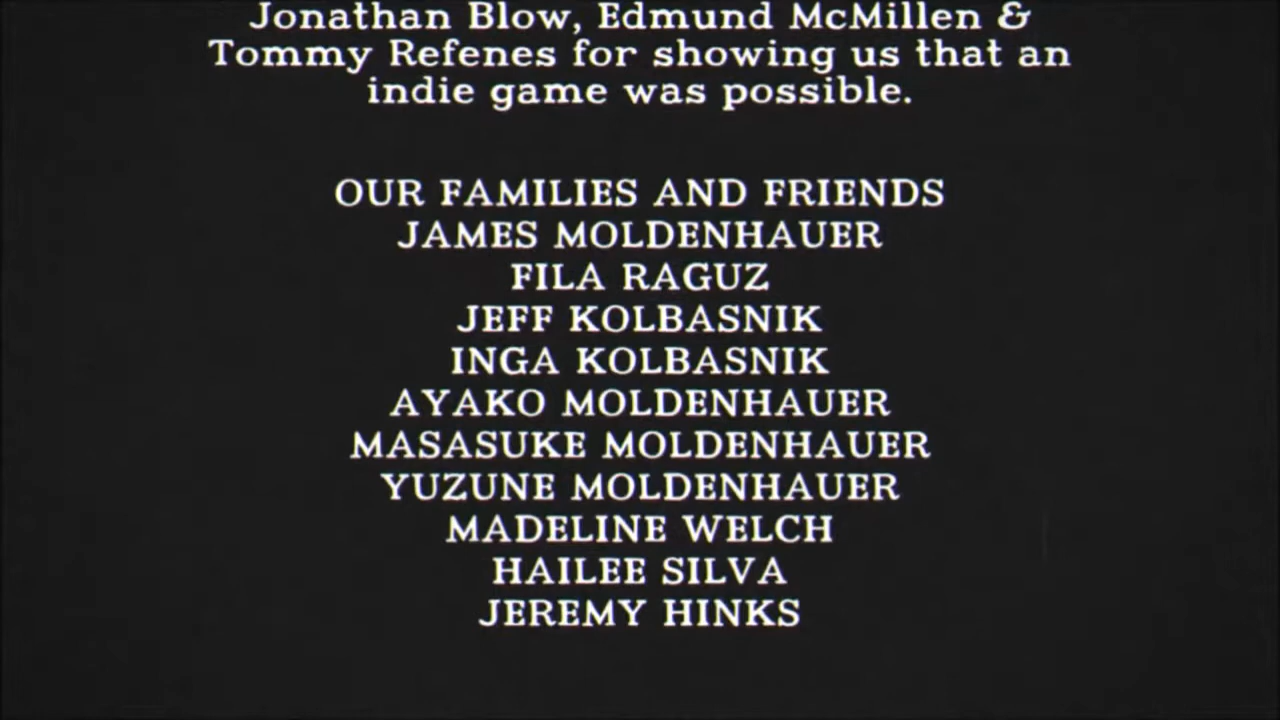 Jonathan Blow, Edmund McMillen &
Tommy Refenes for showing us that an
indie game was possible.
OUR FAMILIES AND FRIENDS
JAMES MOLDENHAUER
FILA RAGUZ
JEFF KOLBASNIK
INGA KOLBASNIK
AYAKO MOLDENHAUER
MASASUKE MOLDENHAUER
YUZUNE MOLDENHAUER
MADELINE WELCH
HAILEE SILVA
JEREMY HINKS